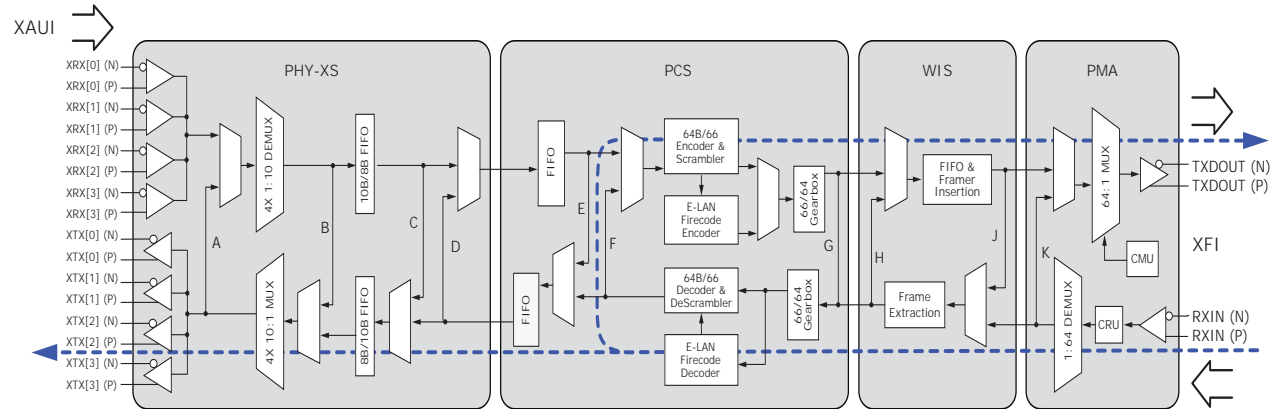 XAUI
PHY-XS
PCS
WIS
PMA
XRX[0] (N)
XRX[0] (P)
XRX[1] (N)
XRX[1] (P)
XRX[2] (N)
XRX[2] (P)
XRX[3] (N)
XRX[3] (P)
XTX[0] (N)
XTX[0] (P)
XTX[1] (N)
XTX[1] (P)
XTX[2] (N)
XTX[2] (P)
XTX[3] (N)
XTX[3] (P)
A
4X 1:10 DEMUX
4X 10:1 MUX
B
10B/8B FIFO
8B/10B FIFO
C
D
FIFO
FIFO
E
F
64B/66
Encoder &
Scrambler
E-LAN
Firecode
Encoder
64B/66
Decoder &
DeScrambler
E-LAN
Firecode
Decoder
66/64
Gearbox
66/64
Gearbox
G
H
FIFO &
Framer
Insertion
Frame
Extraction
J
K
64:1 MUX
CMU
1:64 DEMUX
CRU
TXDOUT (N)
TXDOUT (P)
XFI
RXIN (N)
RXIN (P)